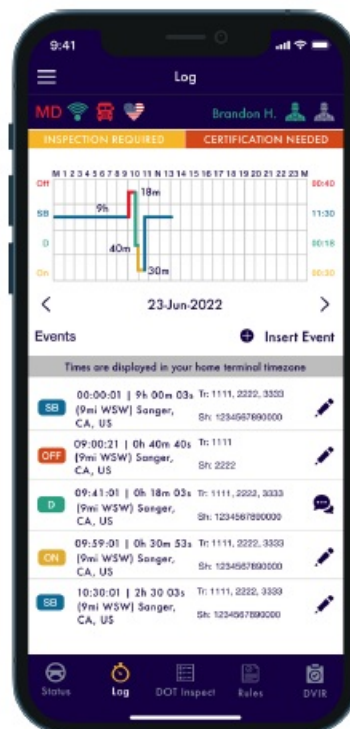 9:41
Log
MD
Brandon H.
INSPECTION REQUIRED
CERTIFICATION NEEDED
M 1 2 3 4 5 6 7 8 9 10 11 N 13 14 15 16 17 18 19 20 21 22 23 M
Off 00:40
18m
9h
SB 11:30
D 00:18
40m
On 00:30
30m
23-Jun-2022
Events
Insert Event
Times are displayed in your home terminal timezone
00:00:01 | 9h 00m 03s Tr: 1111, 2222, 3333
SB (9mi WSW) Sanger,
CA, US Sh: 1234567890000
09:00:21 | 0h 40m 40s Tr: 1111
OFF (9mi WSW) Sanger,
CA, US Sh: 2222
09:41:01 | 0h 18m 03s Tr: 1111, 2222, 3333
D (9mi WSW) Sanger,
CA, US Sh: 1234567890000
09:59:01 | 0h 30m 53s Tr: 1111, 2222, 3333
ON (9mi WSW) Sanger,
CA, US Sh: 1234567890000
10:30:01 | 2h 30 03s Tr: 1111, 2222, 3333
SB (9mi WSW) Sanger,
CA, US Sh: 1234567890000
Status Log DOT Inspect Rules DVIR